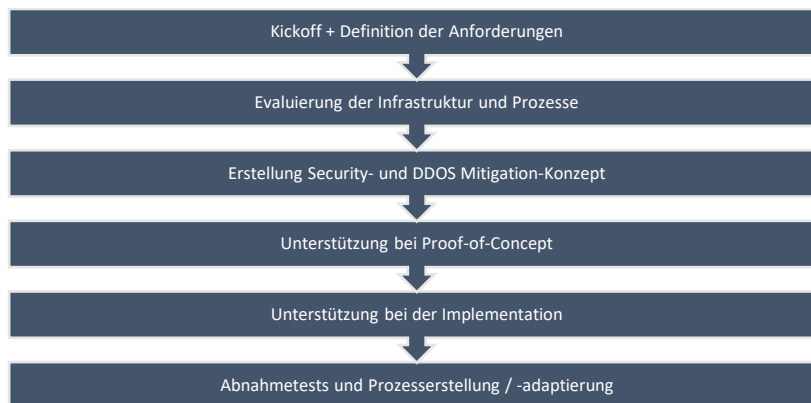 Kickoff + Definition der Anforderungen
Evaluierung der Infrastruktur und Prozesse
Erstellung Security- und DDOS Mitigation-Konzept
Unterstützung bei Proof-of-Concept
Unterstützung bei der Implementation
Abnahmetests und Prozesserstellung / -adaptierung